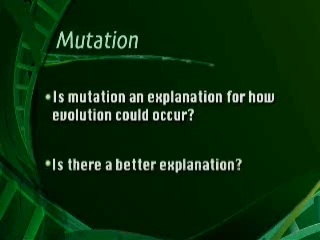 Mutation
• Is mutation an explanation for how
evolution could occur?
• Is there a better explanation?